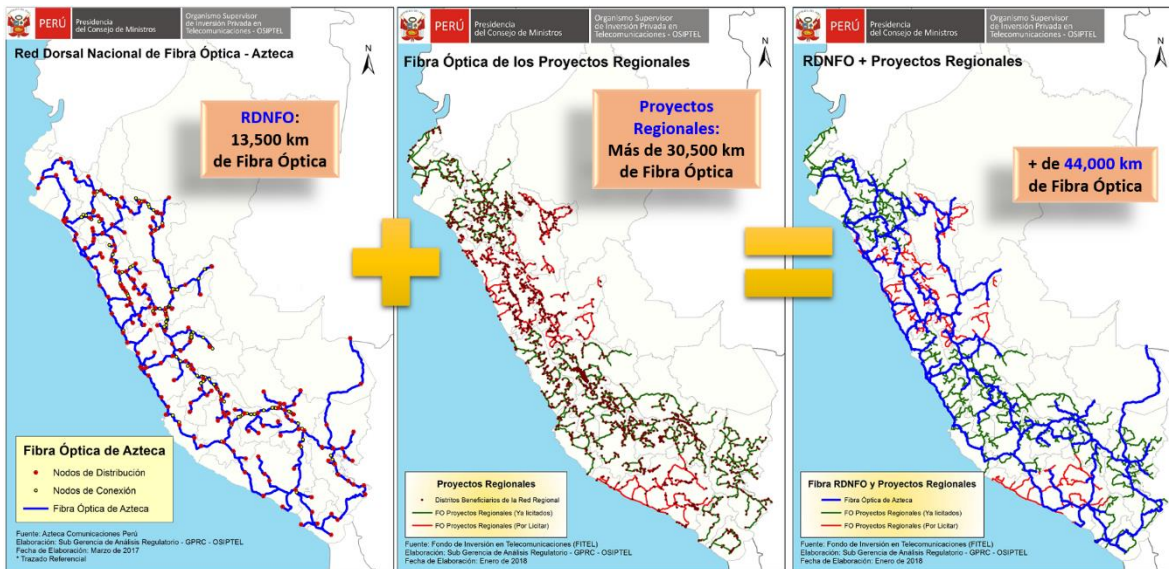 PERÚ
Presidencia
del Consejo de Ministros
Organismo Supervisor
de Inversión Privada en
Telecomunicaciones - OSIPTEL
Red Dorsal Nacional de Fibra Óptica - Azteca
N
RDNFO:
13,500 km
de Fibra Óptica
Fibra Óptica de Azteca
Nodos de Distribución
Nodos de Conexión
Fibra Óptica de Azteca
Fuente: Azteca Comunicaciones Perú
Elaboración: Sub Gerencia de Análisis Regulatorio - GPRC - OSIPTEL
Fecha de Elaboración: Marzo de 2017
* Trazado Referencial
PERÚ
Presidencia
del Consejo de Ministros
Organismo Supervisor
de Inversión Privada en
Telecomunicaciones - OSIPTEL
Fibra Óptica de los Proyectos Regionales
N
Proyectos
Regionales:
Más de 30,500 km
de Fibra Óptica
Proyectos Regionales
Distritos Beneficiarios de la Red Regional
FO Proyectos Regionales (Ya licitados)
FO Proyectos Regionales (Por Licitar)
Fuente: Fondo de Inversión en Telecomunicaciones (FITEL)
Elaboración: Sub Gerencia de Análisis Regulatorio - GPRC - OSIPTEL
Fecha de Elaboración: Enero de 2018
PERÚ
Presidencia
del Consejo de Ministros
Organismo Supervisor
de Inversión Privada en
Telecomunicaciones - OSIPTEL
RDNFO + Proyectos Regionales
N
+ de 44,000 km
de Fibra Óptica
Fibra RDNFO y Proyectos Regionales
Fibra Óptica de Azteca
FO Proyectos Regionales (Ya licitados)
FO Proyectos Regionales (Por Licitar)
Fuente: Fondo de Inversión en Telecomunicaciones (FITEL)
Elaboración: Sub Gerencia de Análisis Regulatorio - GPRC - OSIPTEL
Fecha de Elaboración: Enero de 2018